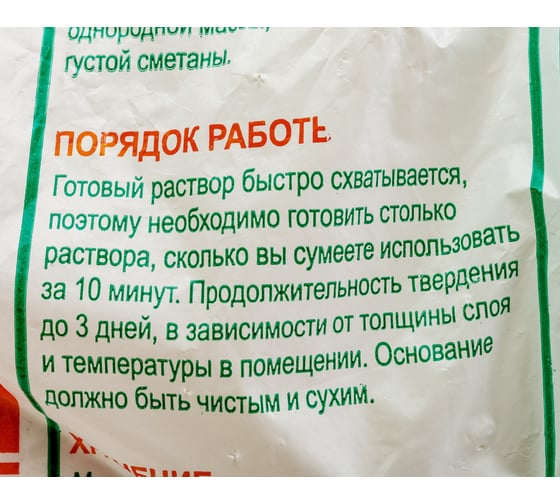 однородной массы,
густой сметаны.
ПОРЯДОК РАБОТЫ
Готовый раствор быстро схватывается,
поэтому необходимо готовить столько
раствора, сколько вы сумеете использовать
за 10 минут. Продолжительность твердения
до 3 дней, в зависимости от толщины слоя
и температуры в помещении. Основание
должно быть чистым и сухим.
ХРАНЕНИЕ